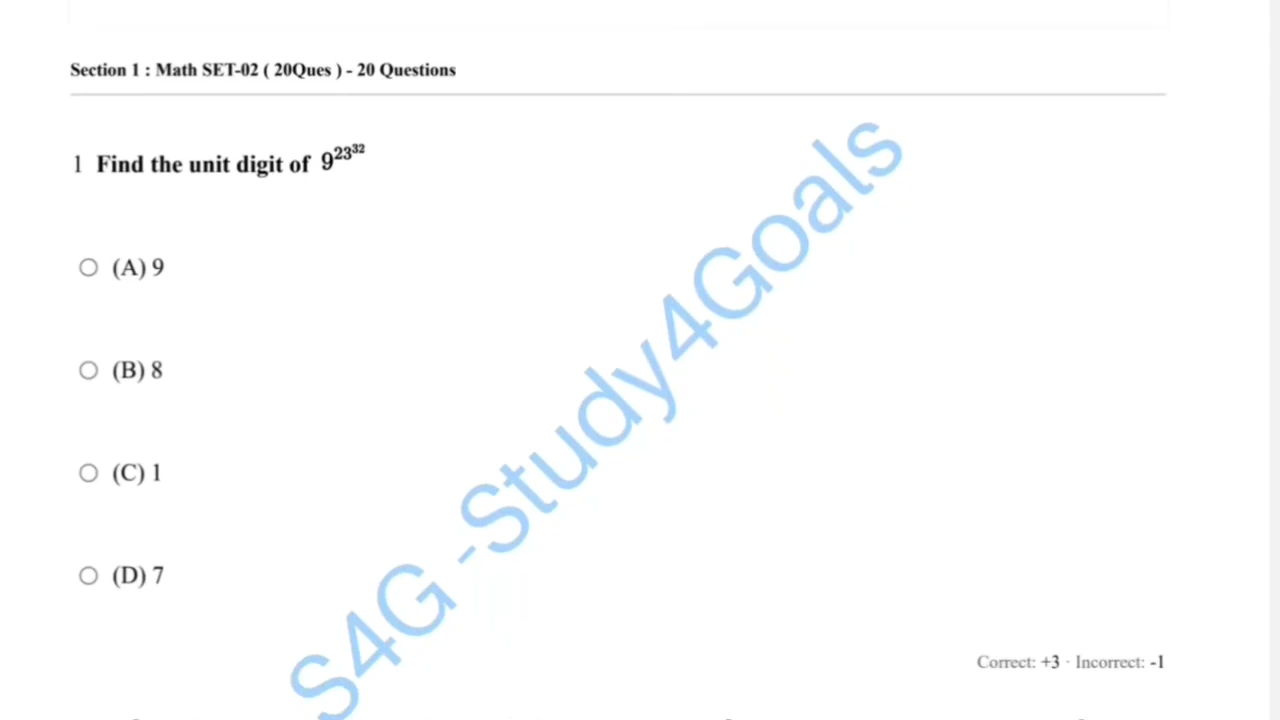 Section 1 : Math SET-02 ( 20Ques ) - 20 Questions
1 Find the unit digit of 9^23^32
(A) 9
(B) 8
(C) 1
(D) 7
S4G -Study4Goals
Correct: +3 · Incorrect: -1